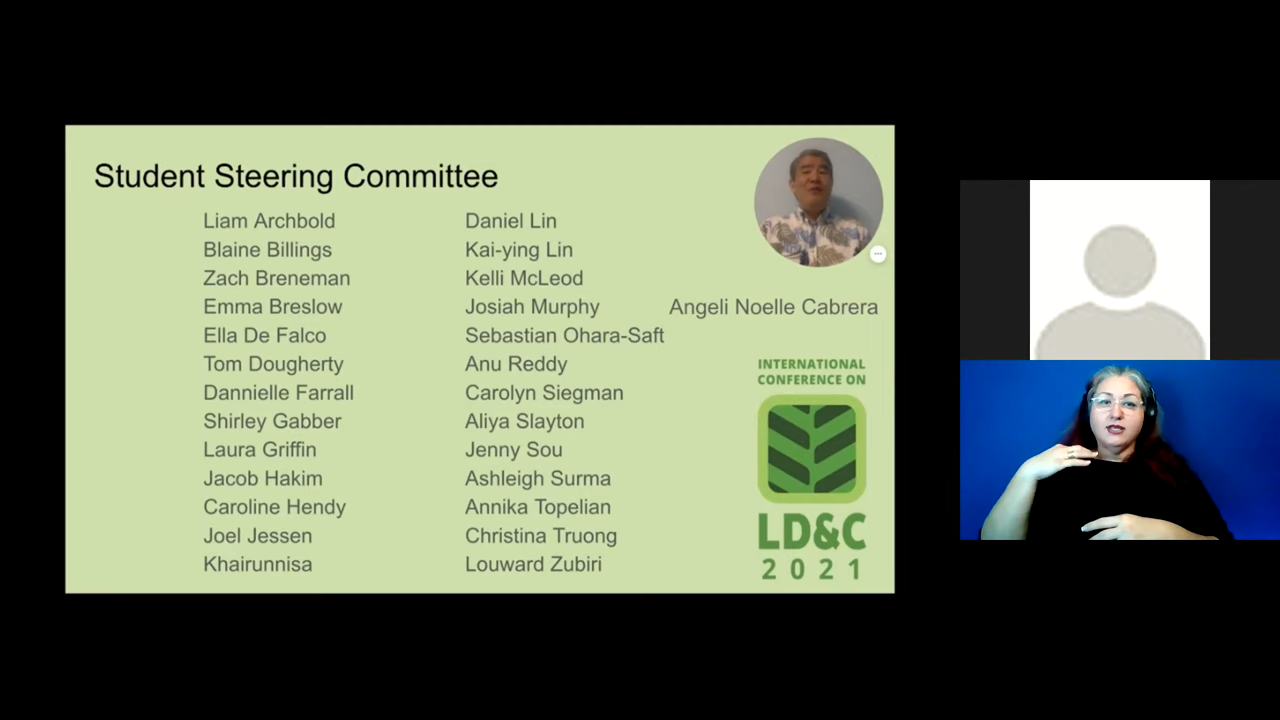 Student Steering Committee
Liam Archbold
Blaine Billings
Zach Breneman
Emma Breslow
Ella De Falco
Tom Dougherty
Dannielle Farrall
Shirley Gabber
Laura Griffin
Jacob Hakim
Caroline Hendy
Joel Jessen
Khairunnisa
Daniel Lin
Kai-ying Lin
Kelli McLeod
Josiah Murphy
Sebastian Ohara-Saft
Anu Reddy
Carolyn Siegman
Aliya Slayton
Jenny Sou
Ashleigh Surma
Annika Topelian
Christina Truong
Louward Zubiri
Angeli Noelle Cabrera
INTERNATIONAL
CONFERENCE ON
LD&C
2021